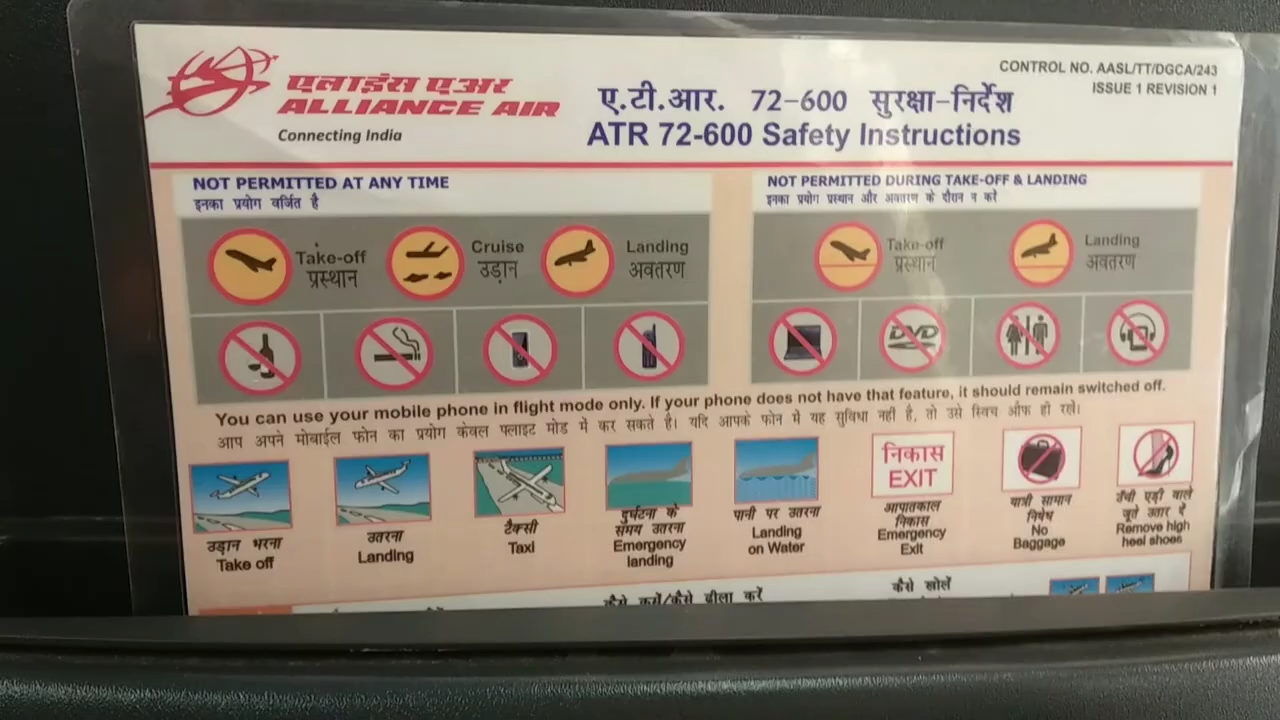 एलाइंस एअर
ALLIANCE AIR
Connecting India
ए.टी.आर. 72-600 सुरक्षा-निर्देश
ATR 72-600 Safety Instructions
CONTROL NO. AASL/TT/DGCA/243
ISSUE 1 REVISION 1
NOT PERMITTED AT ANY TIME
इनका प्रयोग वर्जित है
Take-off
प्रस्थान
Cruise
उड़ान
Landing
अवतरण
NOT PERMITTED DURING TAKE-OFF & LANDING
इनका प्रयोग प्रस्थान और अवतरण के दौरान न करें
Take-off
प्रस्थान
Landing
अवतरण
DVD
You can use your mobile phone in flight mode only. If your phone does not have that feature, it should remain switched off.
आप अपने मोबाईल फोन का प्रयोग केवल फ्लाइट मोड में कर सकते है। यदि आपके फोन में यह सुविधा नहीं है, तो उसे स्विच ऑफ ही रखें।
उड़ान भरना
Take off
उतरना
Landing
टैक्सी
Taxi
दुर्घटना के
समय उतरना
Emergency
landing
पानी पर उतरना
Landing
on Water
निकास
EXIT
आपातकाल
निकास
Emergency
Exit
यात्री सामान
निषेध
No
Baggage
उँची एड़ी वाले
जूते उतार दें
Remove high
heel shoes
कैसे कसें/कैसे ढीला करें
कैसे खोलें